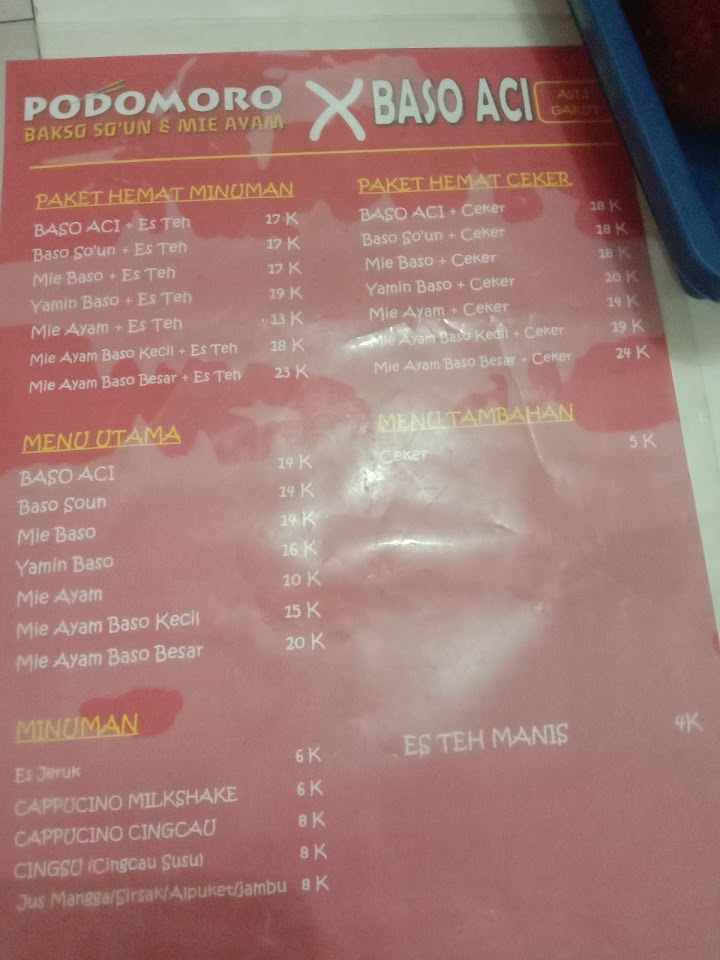 PODOMORO X BASO ACI ASLI GARUT
BAKSO SO'UN & MIE AYAM
PAKET HEMAT MINUMAN
BASO ACI + Es Teh 17 K
Baso So'un + Es Teh 17 K
Mie Baso + Es Teh 17 K
Yamin Baso + Es Teh 19 K
Mie Ayam + Es Teh 13 K
Mie Ayam Baso Kecil + Es Teh 18 K
Mie Ayam Baso Besar + Es Teh 23 K
PAKET HEMAT CEKER
BASO ACI + Ceker 18 K
Baso So'un + Ceker 18 K
Mie Baso + Ceker 18 K
Yamin Baso + Ceker 20 K
Mie Ayam + Ceker 14 K
Mie Ayam Baso Kecil + Ceker 19 K
Mie Ayam Baso Besar + Ceker 24 K
MENU UTAMA
BASO ACI 14 K
Baso Soun 14 K
Mie Baso 14 K
Yamin Baso 16 K
Mie Ayam 10 K
Mie Ayam Baso Kecil 15 K
Mie Ayam Baso Besar 20 K
MENU TAMBAHAN
Ceker 5 K
MINUMAN
Es Jeruk 6 K
CAPPUCINO MILKSHAKE 6 K
CAPPUCINO CINGCAU 8 K
CINGSU (Cingcau Susu) 8 K
Jus Mangga/Sirsak/Alpuket/jambu 8 K
ES TEH MANIS 4K